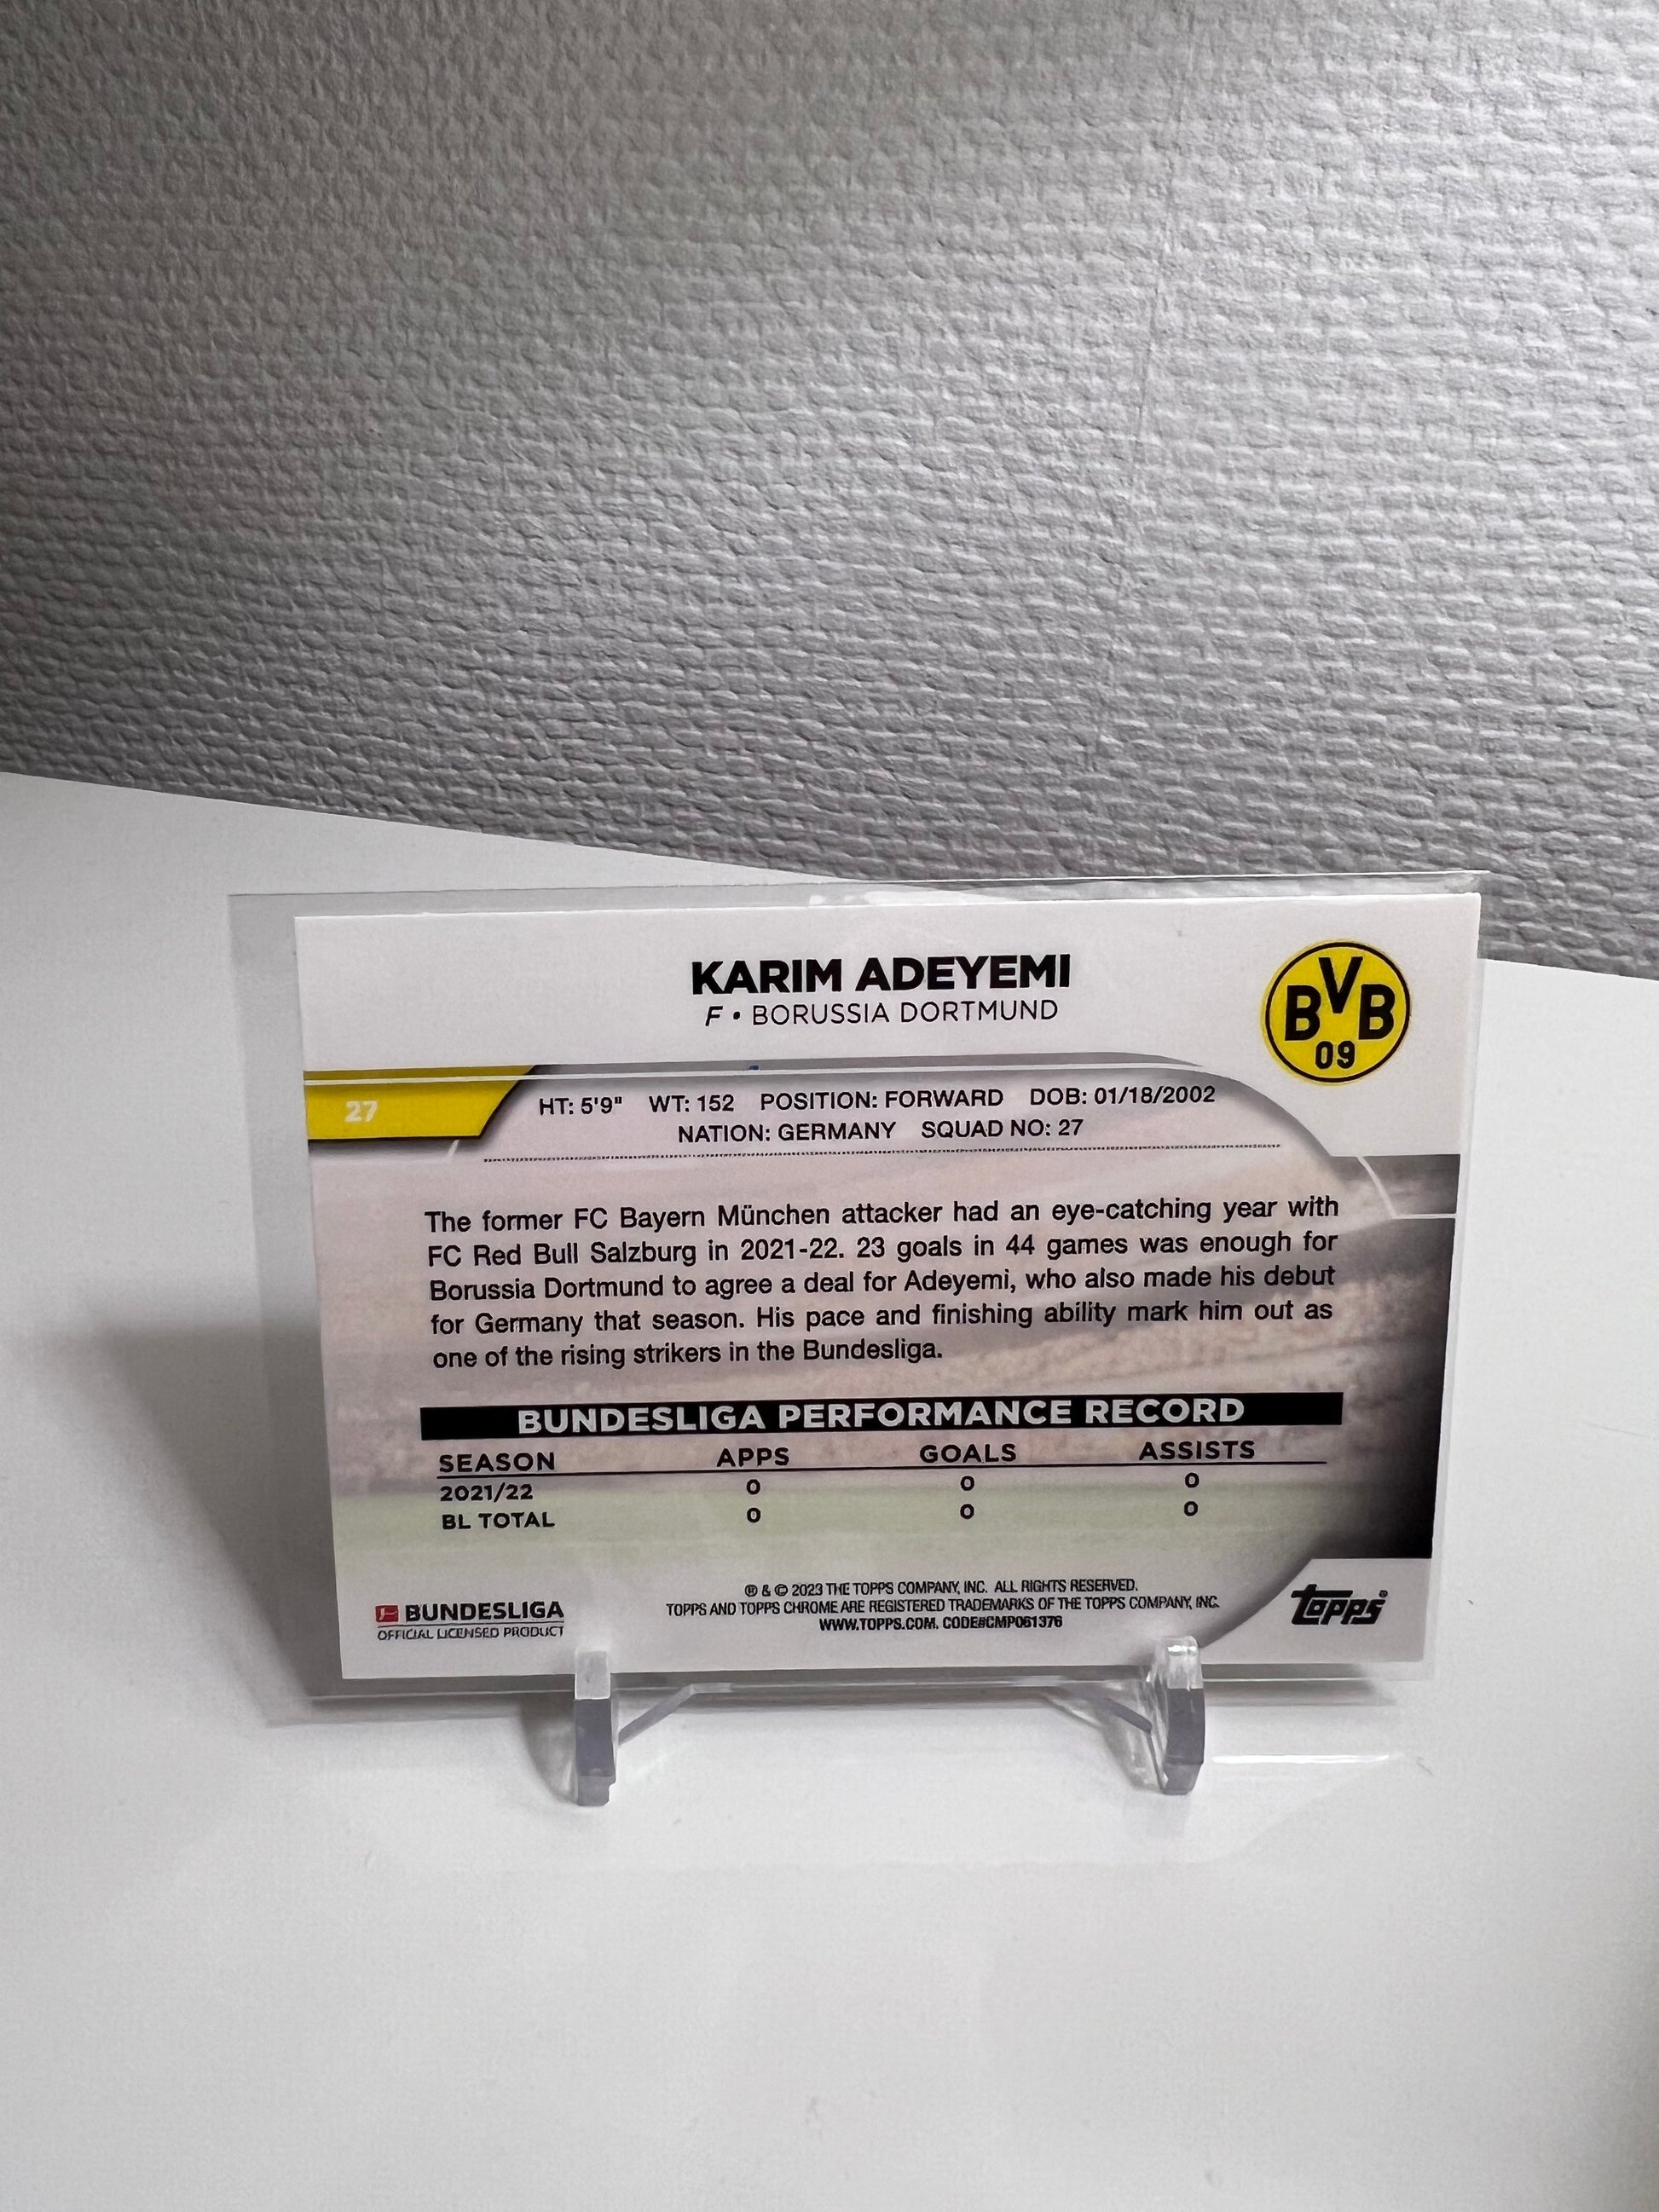 KARIM ADEYEMI
F • BORUSSIA DORTMUND
BVB
09
27
HT: 5'9" WT: 152 POSITION: FORWARD DOB: 01/18/2002
NATION: GERMANY SQUAD NO: 27
The former FC Bayern München attacker had an eye-catching year with
FC Red Bull Salzburg in 2021-22. 23 goals in 44 games was enough for
Borussia Dortmund to agree a deal for Adeyemi, who also made his debut
for Germany that season. His pace and finishing ability mark him out as
one of the rising strikers in the Bundesliga.
BUNDESLIGA PERFORMANCE RECORD
SEASON APPS GOALS ASSISTS
2021/22 0 0 0
BL TOTAL 0 0 0
BUNDESLIGA
OFFICIAL LICENSED PRODUCT
® & © 2023 THE TOPPS COMPANY, INC. ALL RIGHTS RESERVED.
TOPPS AND TOPPS CHROME ARE REGISTERED TRADEMARKS OF THE TOPPS COMPANY, INC.
WWW.TOPPS.COM. CODE#CMP061376
topps®